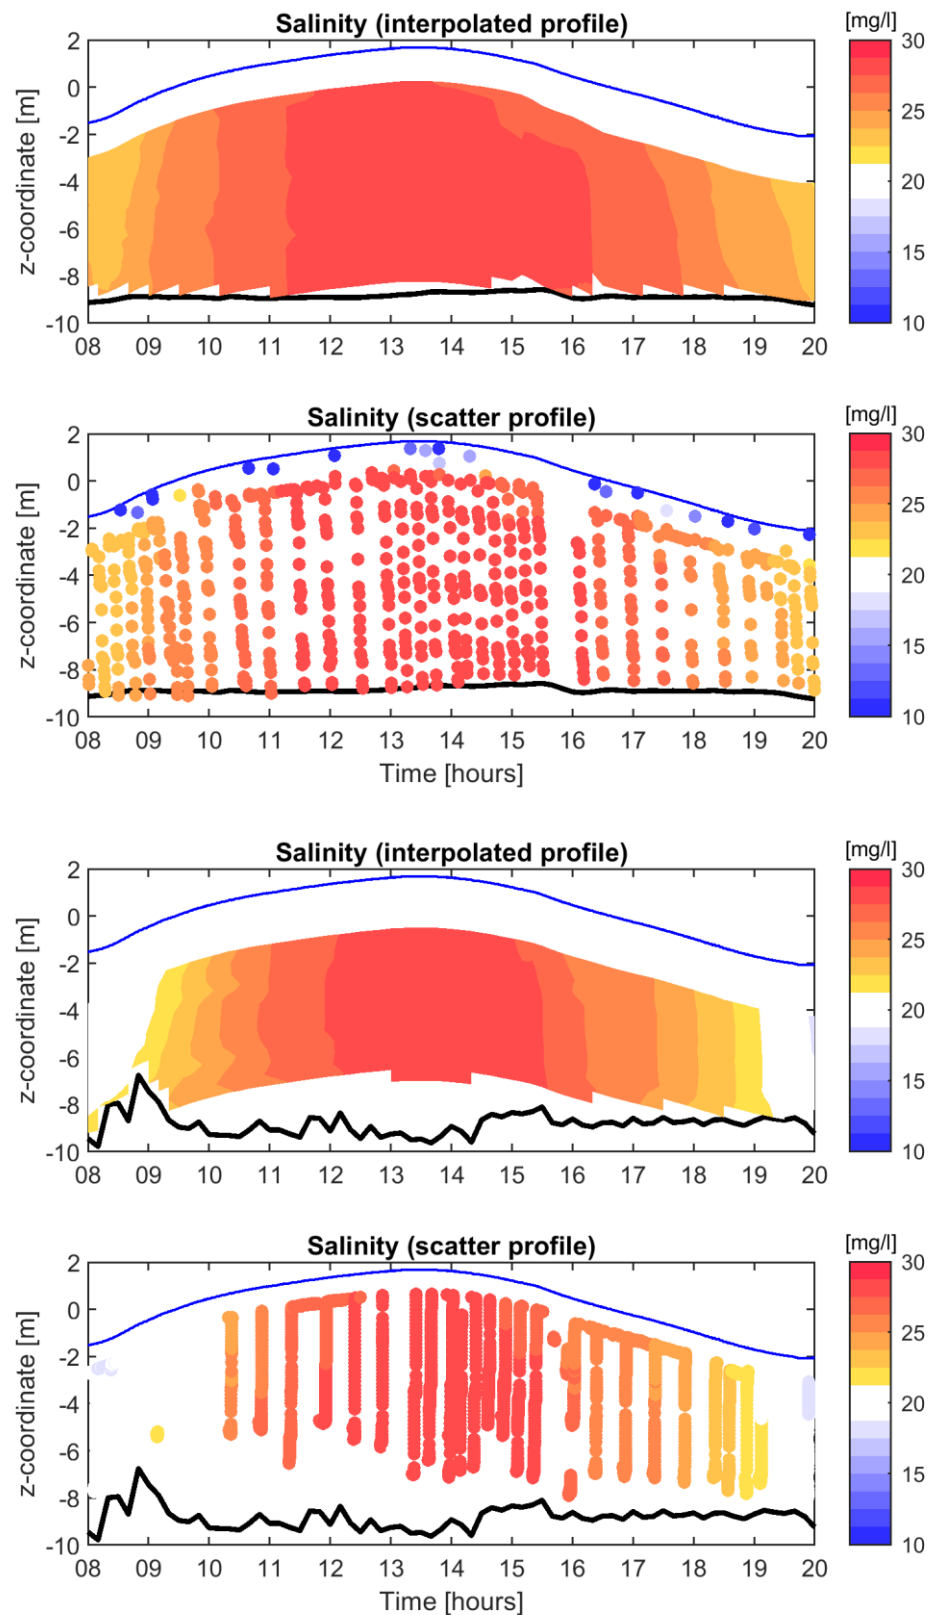 Salinity (interpolated profile)
[mg/l]
2
0
-2
-4
-6
-8
-10
z-coordinate [m]
08 09 10 11 12 13 14 15 16 17 18 19 20
30
25
20
15
10
Salinity (scatter profile)
[mg/l]
2
0
-2
-4
-6
-8
-10
z-coordinate [m]
08 09 10 11 12 13 14 15 16 17 18 19 20
Time [hours]
30
25
20
15
10
Salinity (interpolated profile)
[mg/l]
2
0
-2
-4
-6
-8
-10
z-coordinate [m]
08 09 10 11 12 13 14 15 16 17 18 19 20
30
25
20
15
10
Salinity (scatter profile)
[mg/l]
2
0
-2
-4
-6
-8
-10
z-coordinate [m]
08 09 10 11 12 13 14 15 16 17 18 19 20
Time [hours]
30
25
20
15
10